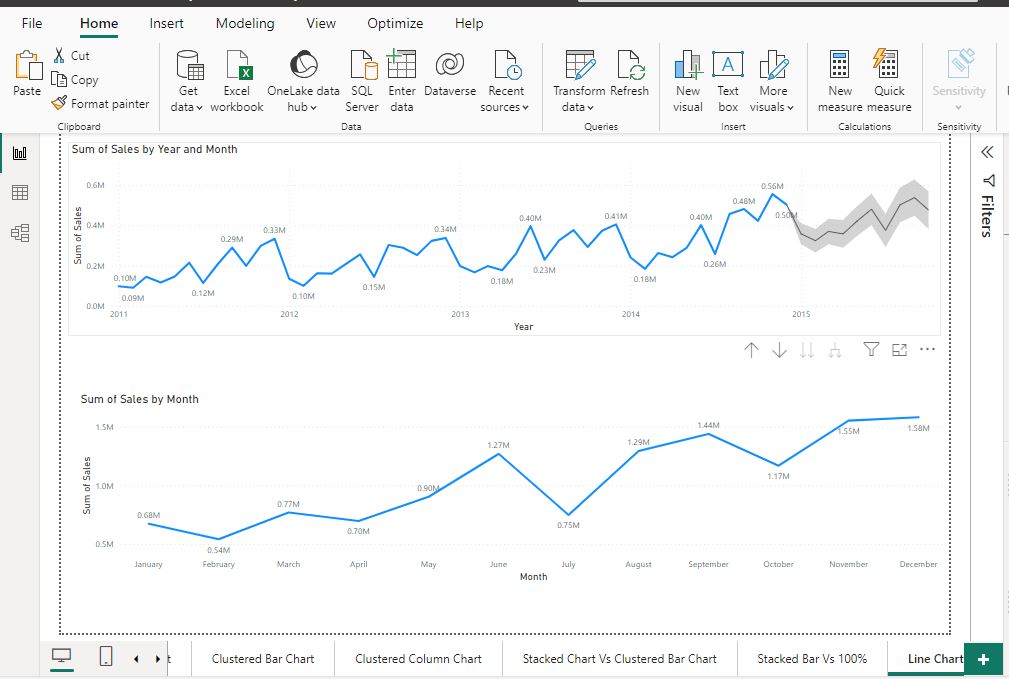 File Home Insert Modeling View Optimize Help
Paste
Cut
Copy
Format painter
Clipboard
Get data
Excel workbook
OneLake data hub
SQL Server
Enter data
Dataverse
Recent sources
Data
Transform data
Refresh
Queries
New visual
Text box
More visuals
Insert
New measure
Quick measure
Calculations
Sensitivity
Sensitivity
Sum of Sales by Year and Month
Sum of Sales
0.6M
0.4M
0.2M
0.0M
0.10M
0.09M
0.12M
0.29M
0.33M
0.10M
0.15M
0.34M
0.18M
0.40M
0.23M
0.41M
0.18M
0.40M
0.26M
0.48M
0.56M
0.50M
2011 2012 2013 2014 2015
Year
Filters
Sum of Sales by Month
Sum of Sales
1.5M
1.0M
0.5M
0.68M
0.54M
0.77M
0.70M
0.90M
1.27M
0.75M
1.29M
1.44M
1.17M
1.55M
1.58M
January February March April May June July August September October November December
Month
t Clustered Bar Chart Clustered Column Chart Stacked Chart Vs Clustered Bar Chart Stacked Bar Vs 100% Line Chart